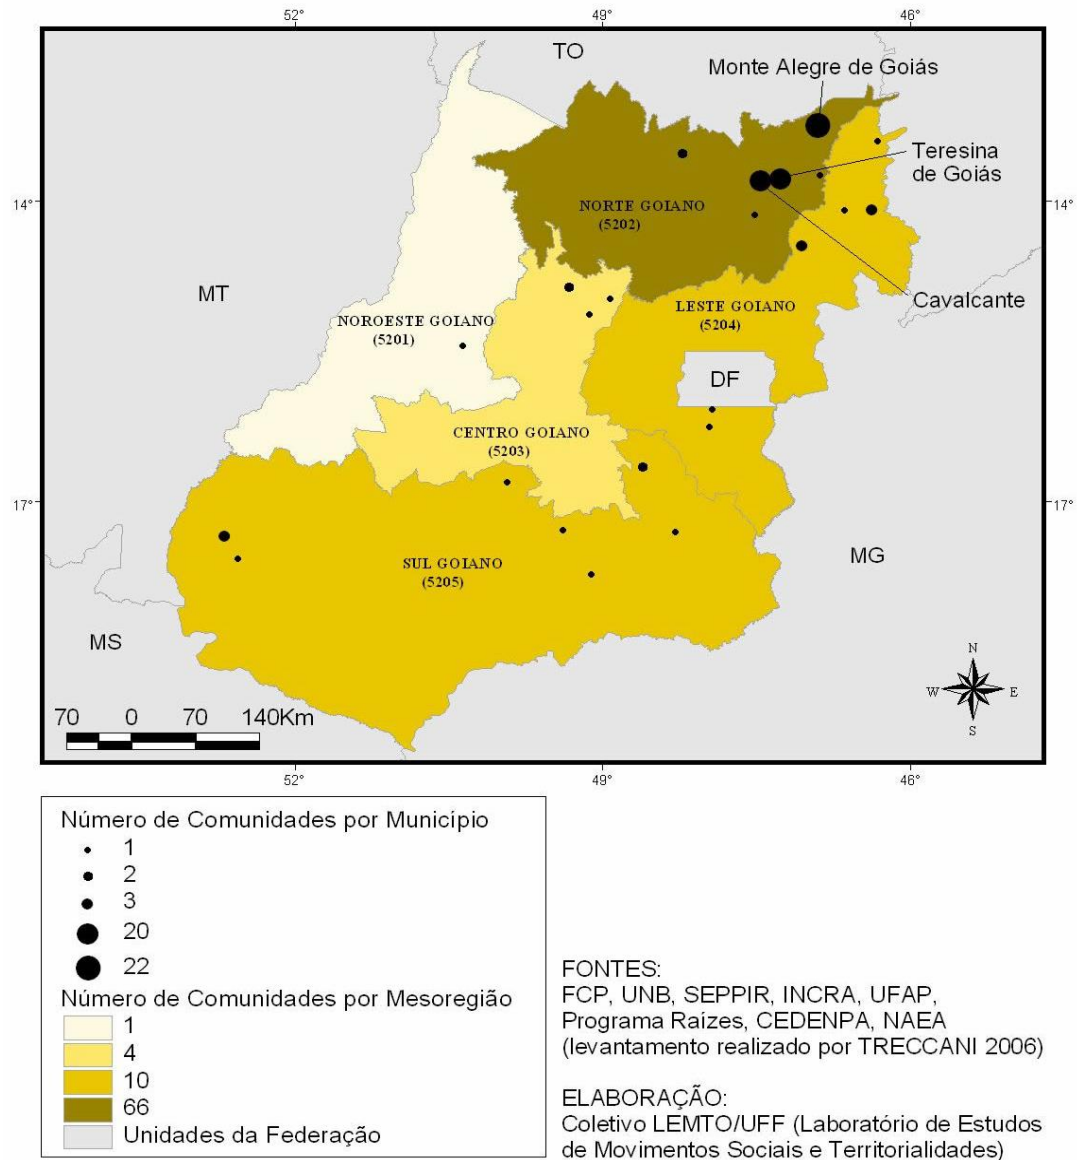 52° 49° 46°
TO
Monte Alegre de Goiás
Teresina
de Goiás
14° 14°
NORTE GOIANO
(5202)
MT
Cavalcante
LESTE GOIANO
(5204)
NOROESTE GOIANO
(5201)
DF
CENTRO GOIANO
(5203)
17° 17°
MG
SUL GOIANO
(5205)
MS
N
W E
S
70 0 70 140Km
52° 49° 46°
Número de Comunidades por Município
1
2
3
20
22
Número de Comunidades por Mesoregião
1
4
10
66
Unidades da Federação
FONTES:
FCP, UNB, SEPPIR, INCRA, UFAP,
Programa Raízes, CEDENPA, NAEA
(levantamento realizado por TRECCANI 2006)
ELABORAÇÃO:
Coletivo LEMTO/UFF (Laboratório de Estudos
de Movimentos Sociais e Territorialidades)